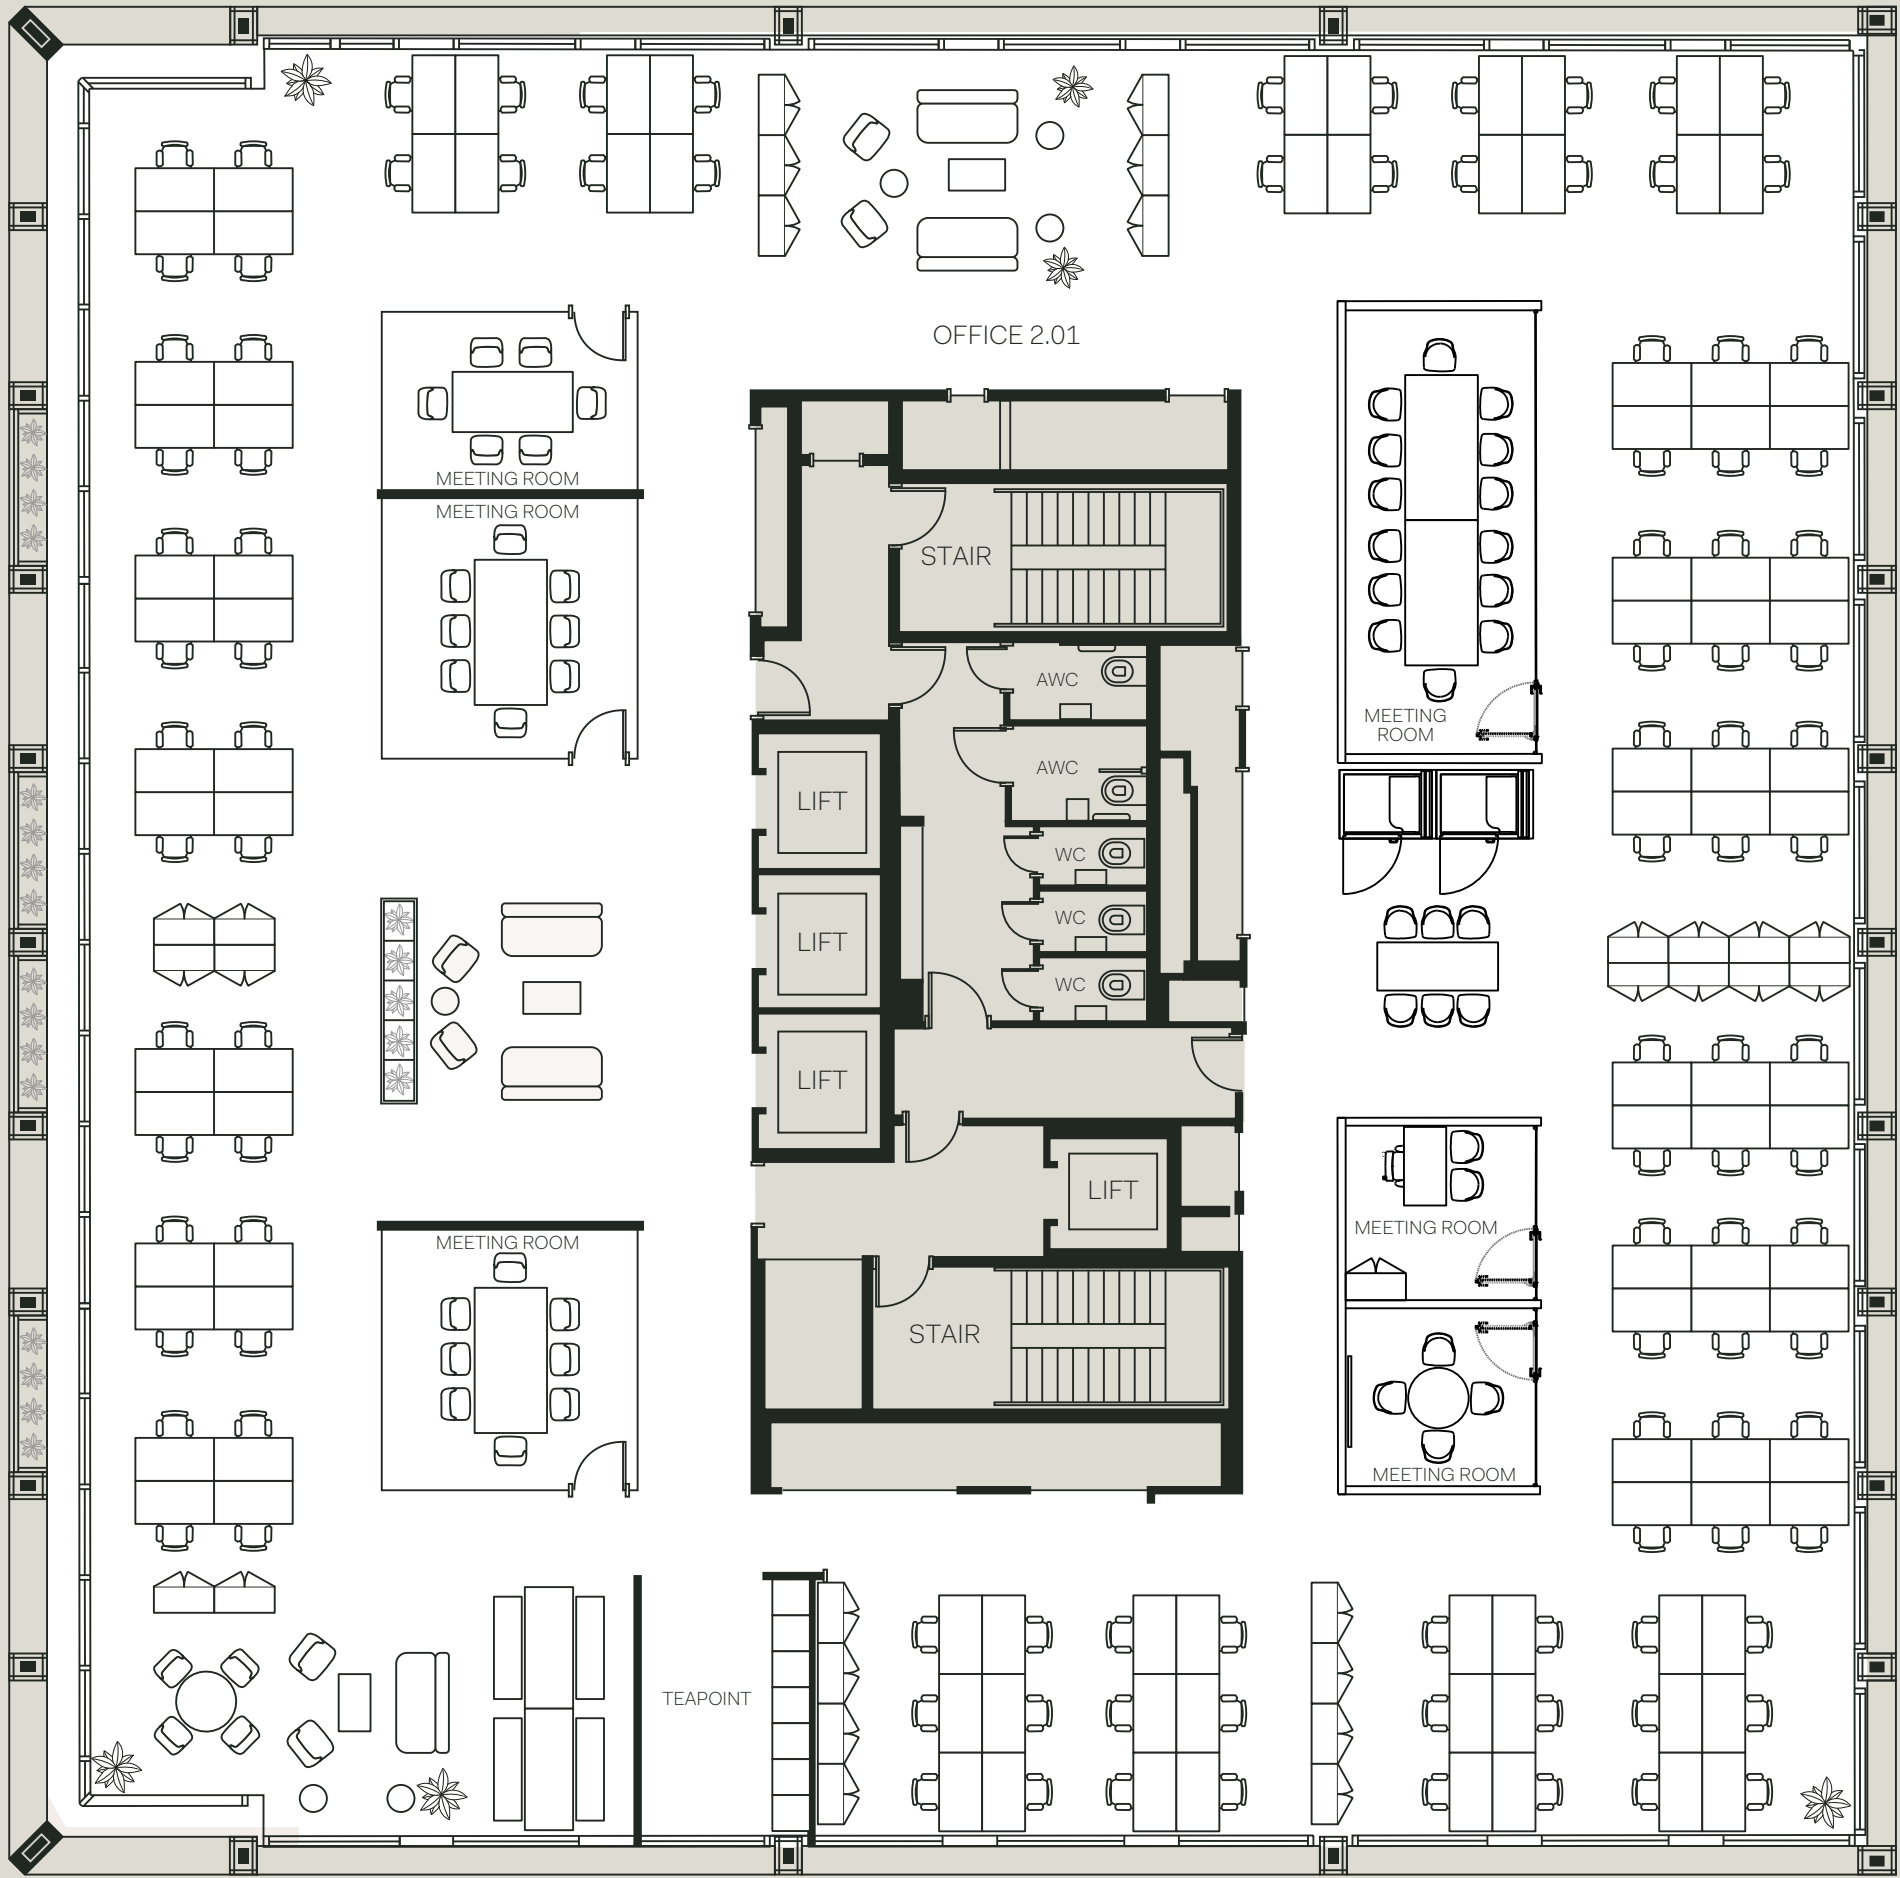 OFFICE 2.01
MEETING ROOM
MEETING ROOM
STAIR
AWC
MEETING
ROOM
AWC
LIFT
WC
WC
LIFT
WC
LIFT
LIFT
MEETING ROOM
MEETING ROOM
STAIR
MEETING ROOM
TEAPOINT